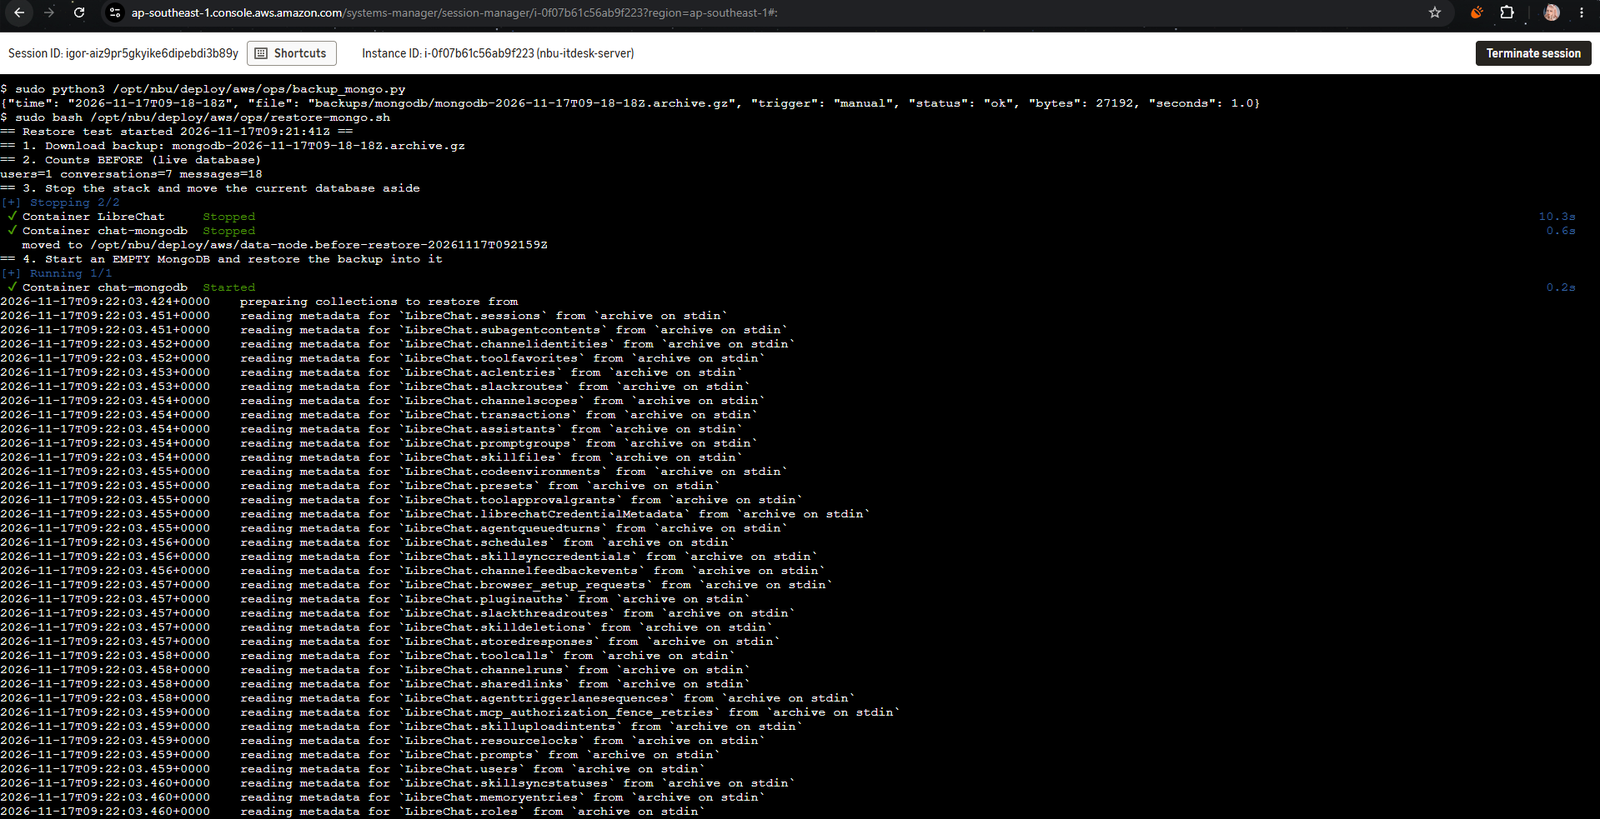 ap-southeast-1.console.aws.amazon.com/systems-manager/session-manager/i-0f07b61c56ab9f223?region=ap-southeast-1#:
Session ID: igor-aiz9pr5gkyike6dipebdi3b89y Shortcuts Instance ID: i-0f07b61c56ab9f223 (nbu-itdesk-server) Terminate session
$ sudo python3 /opt/nbu/deploy/aws/ops/backup_mongo.py
{"time": "2026-11-17T09-18-18Z", "file": "backups/mongodb/mongodb-2026-11-17T09-18-18Z.archive.gz", "trigger": "manual", "status": "ok", "bytes": 27192, "seconds": 1.0}
$ sudo bash /opt/nbu/deploy/aws/ops/restore-mongo.sh
== Restore test started 2026-11-17T09:21:41Z ==
== 1. Download backup: mongodb-2026-11-17T09-18-18Z.archive.gz
== 2. Counts BEFORE (live database)
users=1 conversations=7 messages=18
== 3. Stop the stack and move the current database aside
[+] Stopping 2/2
✓ Container LibreChat Stopped 10.3s
✓ Container chat-mongodb Stopped 0.6s
moved to /opt/nbu/deploy/aws/data-node.before-restore-20261117T092159Z
== 4. Start an EMPTY MongoDB and restore the backup into it
[+] Running 1/1
✓ Container chat-mongodb Started 0.2s
2026-11-17T09:22:03.424+0000 preparing collections to restore from
2026-11-17T09:22:03.451+0000 reading metadata for `LibreChat.sessions` from `archive on stdin`
2026-11-17T09:22:03.451+0000 reading metadata for `LibreChat.subagentcontents` from `archive on stdin`
2026-11-17T09:22:03.452+0000 reading metadata for `LibreChat.channelidentities` from `archive on stdin`
2026-11-17T09:22:03.452+0000 reading metadata for `LibreChat.toolfavorites` from `archive on stdin`
2026-11-17T09:22:03.453+0000 reading metadata for `LibreChat.aclentries` from `archive on stdin`
2026-11-17T09:22:03.453+0000 reading metadata for `LibreChat.slackroutes` from `archive on stdin`
2026-11-17T09:22:03.454+0000 reading metadata for `LibreChat.channelscopes` from `archive on stdin`
2026-11-17T09:22:03.454+0000 reading metadata for `LibreChat.transactions` from `archive on stdin`
2026-11-17T09:22:03.454+0000 reading metadata for `LibreChat.assistants` from `archive on stdin`
2026-11-17T09:22:03.454+0000 reading metadata for `LibreChat.promptgroups` from `archive on stdin`
2026-11-17T09:22:03.454+0000 reading metadata for `LibreChat.skillfiles` from `archive on stdin`
2026-11-17T09:22:03.455+0000 reading metadata for `LibreChat.codeenvironments` from `archive on stdin`
2026-11-17T09:22:03.455+0000 reading metadata for `LibreChat.presets` from `archive on stdin`
2026-11-17T09:22:03.455+0000 reading metadata for `LibreChat.toolapprovalgrants` from `archive on stdin`
2026-11-17T09:22:03.455+0000 reading metadata for `LibreChat.librechatCredentialMetadata` from `archive on stdin`
2026-11-17T09:22:03.455+0000 reading metadata for `LibreChat.agentqueuedturns` from `archive on stdin`
2026-11-17T09:22:03.456+0000 reading metadata for `LibreChat.schedules` from `archive on stdin`
2026-11-17T09:22:03.456+0000 reading metadata for `LibreChat.skillsynccredentials` from `archive on stdin`
2026-11-17T09:22:03.456+0000 reading metadata for `LibreChat.channelfeedbackevents` from `archive on stdin`
2026-11-17T09:22:03.457+0000 reading metadata for `LibreChat.browser_setup_requests` from `archive on stdin`
2026-11-17T09:22:03.457+0000 reading metadata for `LibreChat.pluginauths` from `archive on stdin`
2026-11-17T09:22:03.457+0000 reading metadata for `LibreChat.slackthreadroutes` from `archive on stdin`
2026-11-17T09:22:03.457+0000 reading metadata for `LibreChat.skilldeletions` from `archive on stdin`
2026-11-17T09:22:03.457+0000 reading metadata for `LibreChat.storedresponses` from `archive on stdin`
2026-11-17T09:22:03.458+0000 reading metadata for `LibreChat.toolcalls` from `archive on stdin`
2026-11-17T09:22:03.458+0000 reading metadata for `LibreChat.channelruns` from `archive on stdin`
2026-11-17T09:22:03.458+0000 reading metadata for `LibreChat.sharedlinks` from `archive on stdin`
2026-11-17T09:22:03.458+0000 reading metadata for `LibreChat.agenttriggerlanesequences` from `archive on stdin`
2026-11-17T09:22:03.459+0000 reading metadata for `LibreChat.mcp_authorization_fence_retries` from `archive on stdin`
2026-11-17T09:22:03.459+0000 reading metadata for `LibreChat.skilluploadintents` from `archive on stdin`
2026-11-17T09:22:03.459+0000 reading metadata for `LibreChat.resourcelocks` from `archive on stdin`
2026-11-17T09:22:03.459+0000 reading metadata for `LibreChat.prompts` from `archive on stdin`
2026-11-17T09:22:03.459+0000 reading metadata for `LibreChat.users` from `archive on stdin`
2026-11-17T09:22:03.460+0000 reading metadata for `LibreChat.skillsyncstatuses` from `archive on stdin`
2026-11-17T09:22:03.460+0000 reading metadata for `LibreChat.memoryentries` from `archive on stdin`
2026-11-17T09:22:03.460+0000 reading metadata for `LibreChat.roles` from `archive on stdin`